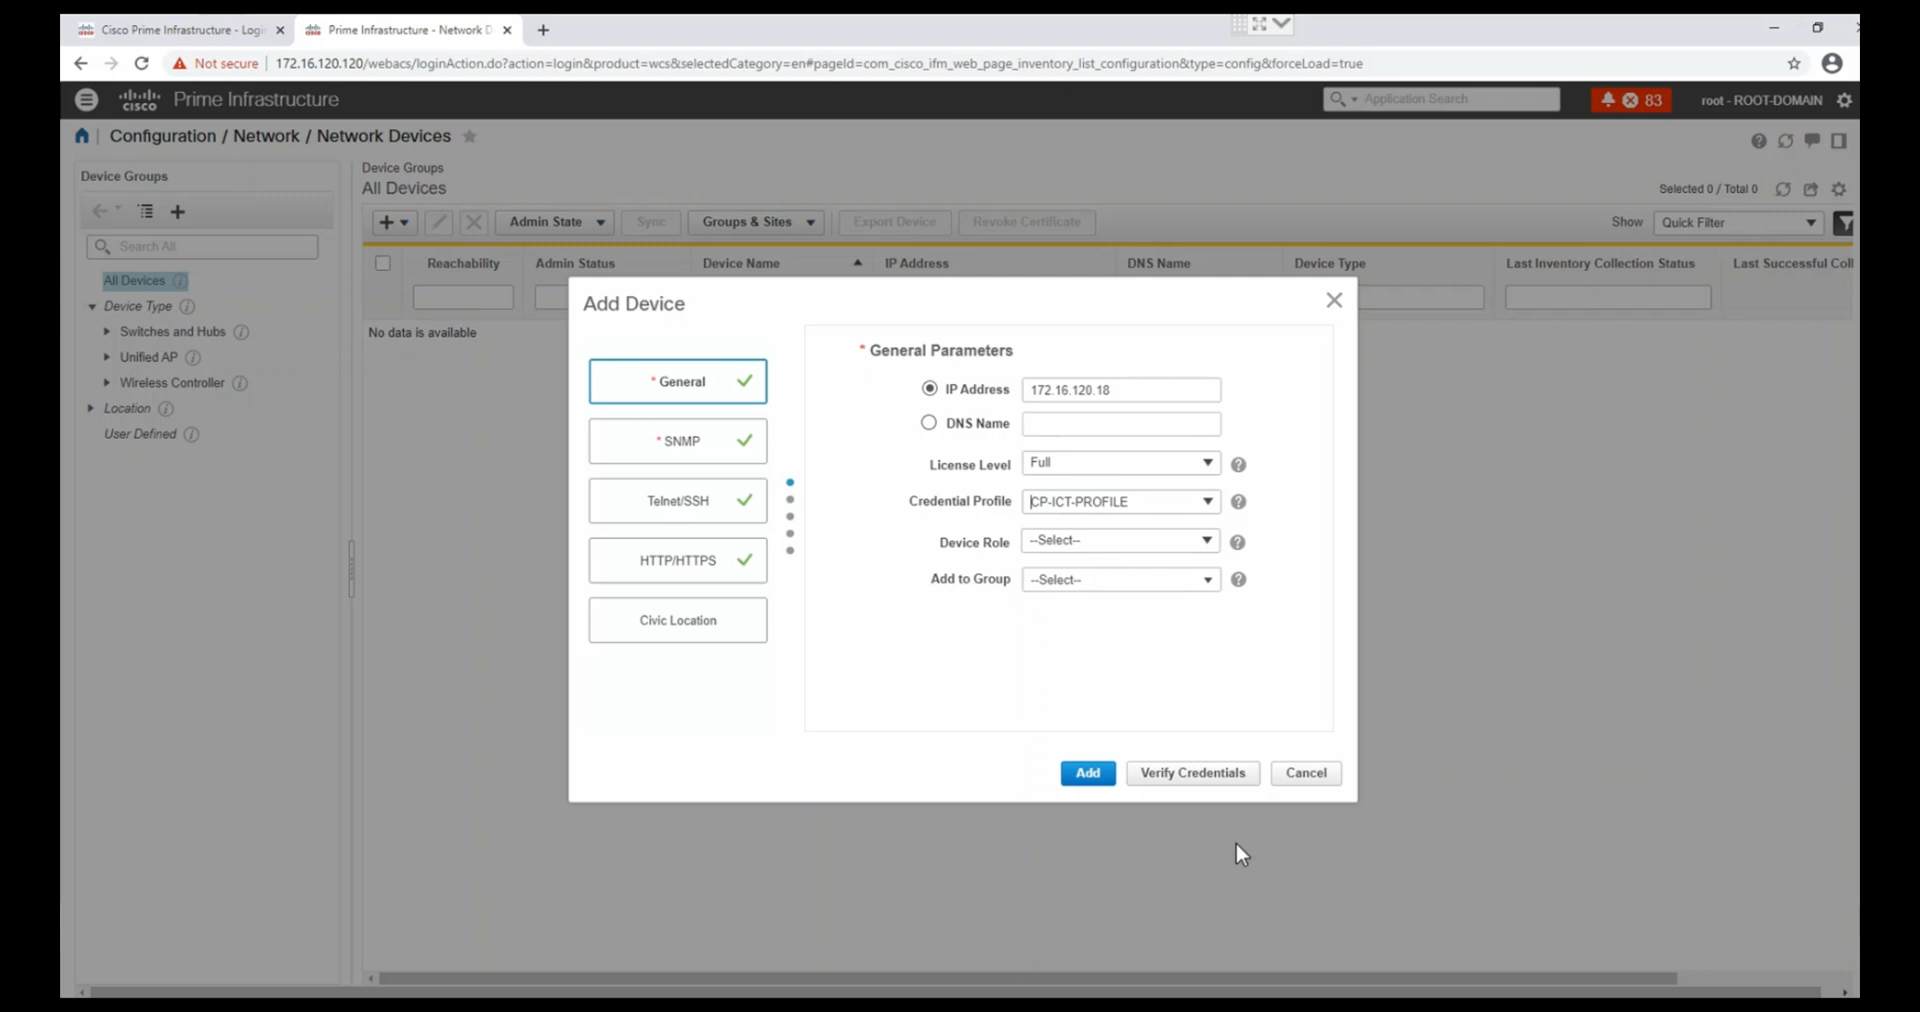 Cisco Prime Infrastructure - Logi
Prime Infrastructure - Network D
Not secure
172.16.120.120/webacs/loginAction.do?action=login&product=wcs&selectedCategory=en#pageId=com_cisco_ifm_web_page_inventory_list_configuration&type=config&forceLoad=true
cisco Prime Infrastructure
Application Search
83
root - ROOT-DOMAIN
Configuration / Network / Network Devices
Device Groups
Search All
All Devices
Device Type
Switches and Hubs
Unified AP
Wireless Controller
Location
User Defined
Device Groups
All Devices
Selected 0 / Total 0
Admin State
Sync
Groups & Sites
Export Device
Revoke Certificate
Show
Quick Filter
Reachability
Admin Status
Device Name
IP Address
DNS Name
Device Type
Last Inventory Collection Status
Last Successful Coll
No data is available
Add Device
* General
* SNMP
Telnet/SSH
HTTP/HTTPS
Civic Location
* General Parameters
IP Address 172.16.120.18
DNS Name
License Level Full
Credential Profile CP-ICT-PROFILE
Device Role --Select--
Add to Group --Select--
Add
Verify Credentials
Cancel